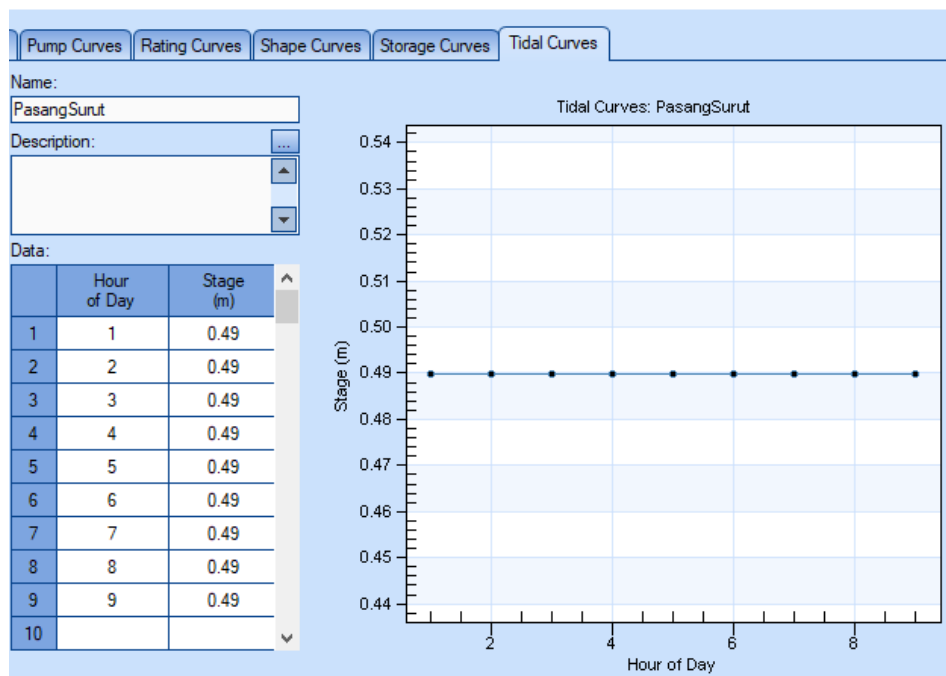 Pump Curves Rating Curves Shape Curves Storage Curves Tidal Curves
Name:
PasangSurut
Description:
...
Data:
Hour of Day Stage (m)
1 1 0.49
2 2 0.49
3 3 0.49
4 4 0.49
5 5 0.49
6 6 0.49
7 7 0.49
8 8 0.49
9 9 0.49
10
Tidal Curves: PasangSurut
Stage (m)
0.54
0.53
0.52
0.51
0.50
0.49
0.48
0.47
0.46
0.45
0.44
2 4 6 8
Hour of Day